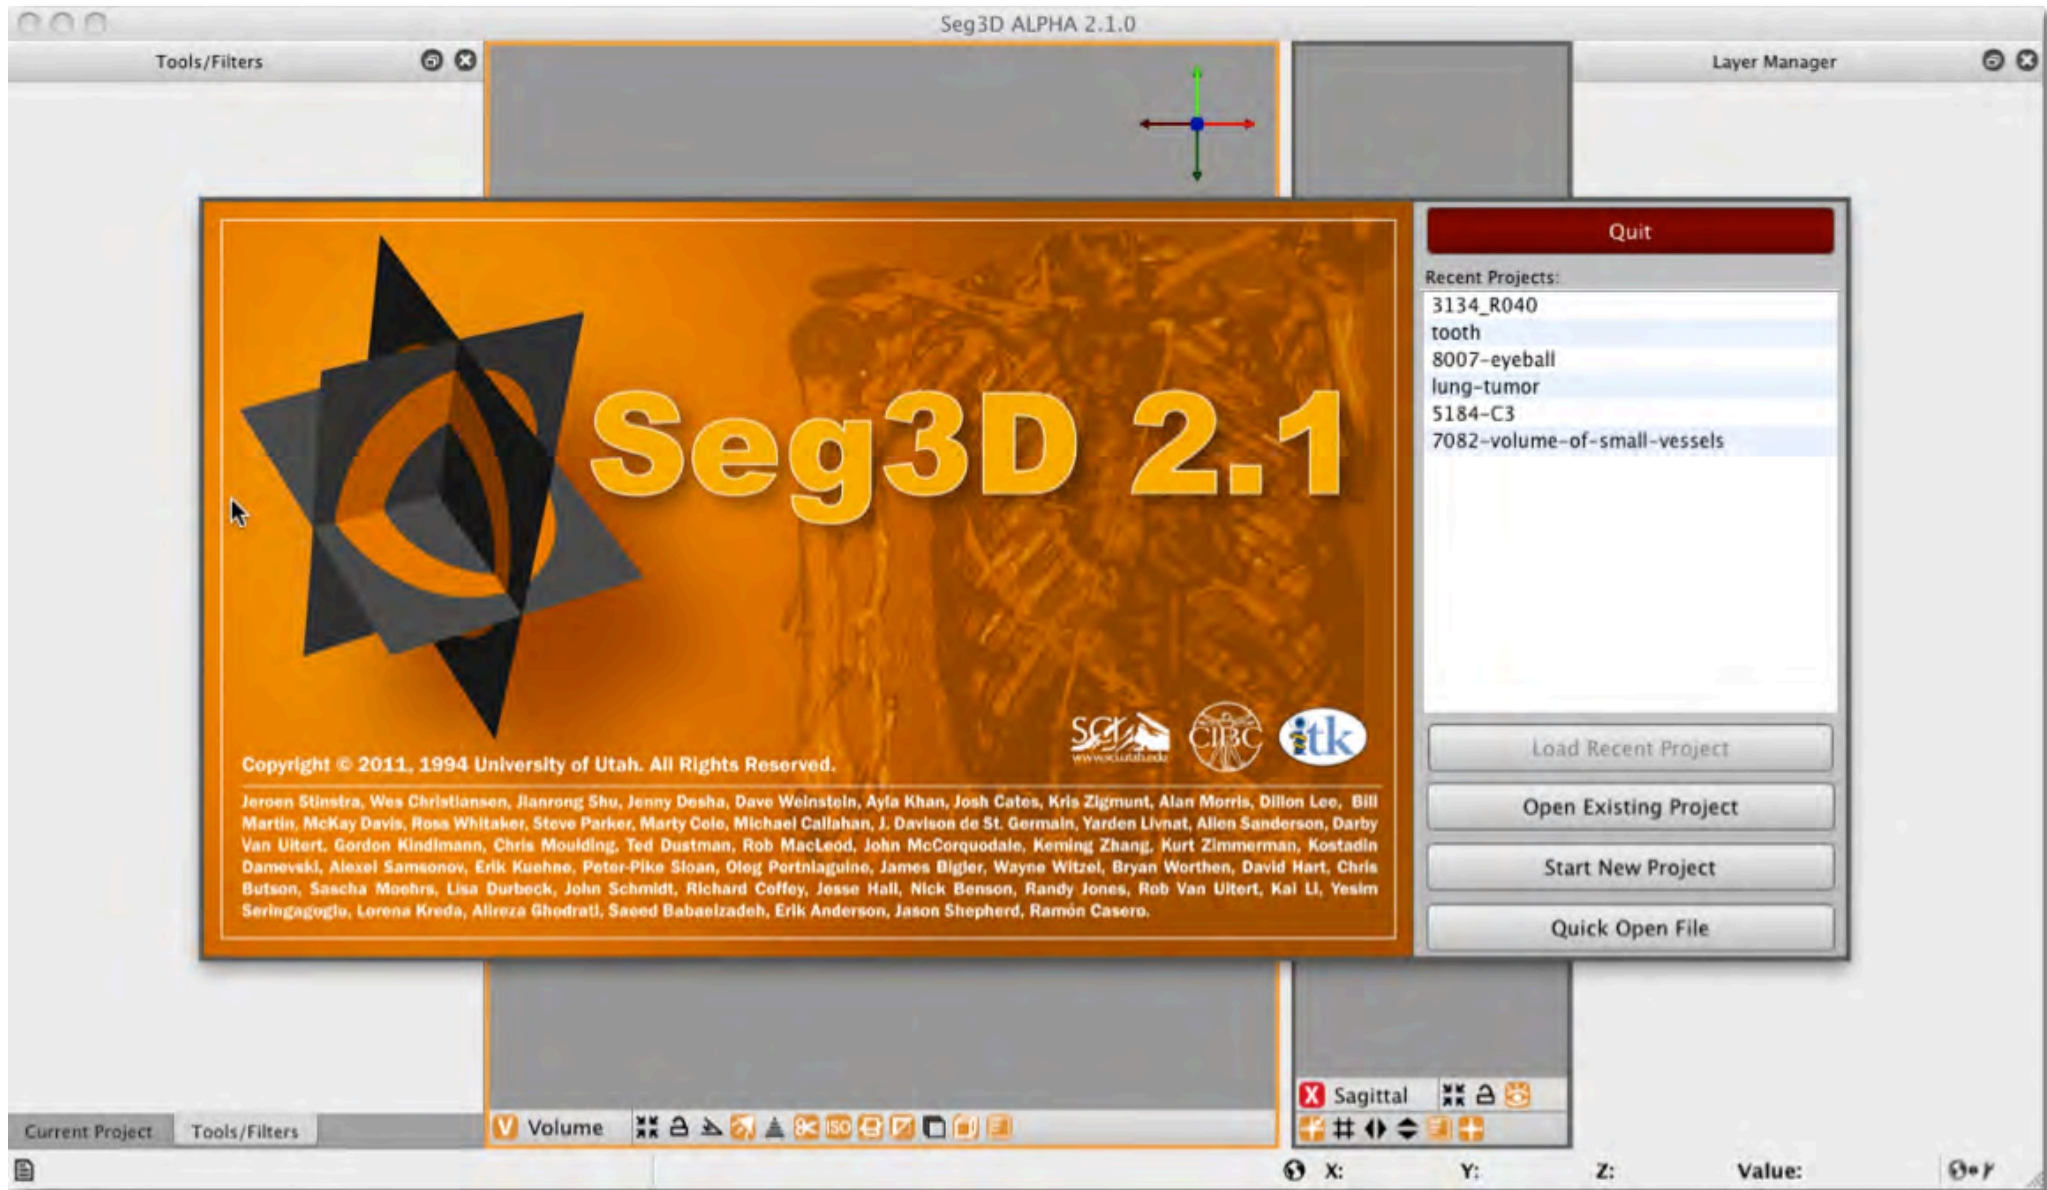 Seg3D ALPHA 2.1.0
Tools/Filters
Layer Manager
Quit
Recent Projects:
3134_R040
tooth
8007-eyeball
lung-tumor
5184-C3
7082-volume-of-small-vessels
Load Recent Project
Open Existing Project
Start New Project
Quick Open File
Seg3D 2.1
SCI
www.sci.utah.edu
CIBC
itk
Copyright © 2011, 1994 University of Utah. All Rights Reserved.
Jeroen Stinstra, Wes Christiansen, Jianrong Shu, Jenny Desha, Dave Weinstein, Ayla Khan, Josh Cates, Kris Zigmunt, Alan Morris, Dillon Lee, Bill
Martin, McKay Davis, Ross Whitaker, Steve Parker, Marty Cole, Michael Callahan, J. Davison de St. Germain, Yarden Livnat, Allen Sanderson, Darby
Van Uitert, Gordon Kindlmann, Chris Moulding, Ted Dustman, Rob MacLeod, John McCorquodale, Keming Zhang, Kurt Zimmerman, Kostadin
Damevski, Alexei Samsonov, Erik Kuehne, Peter-Pike Sloan, Oleg Portniaguine, James Bigler, Wayne Witzel, Bryan Worthen, David Hart, Chris
Butson, Sascha Moehrs, Lisa Durbeck, John Schmidt, Richard Coffey, Jesse Hall, Nick Benson, Randy Jones, Rob Van Uitert, Kai Li, Yesim
Seringagoglu, Lorena Kreda, Alireza Ghodrati, Saeed Babaeizadeh, Erik Anderson, Jason Shepherd, Ramón Casero.
V Volume
ISO
X Sagittal
Current Project
Tools/Filters
X:
Y:
Z:
Value: